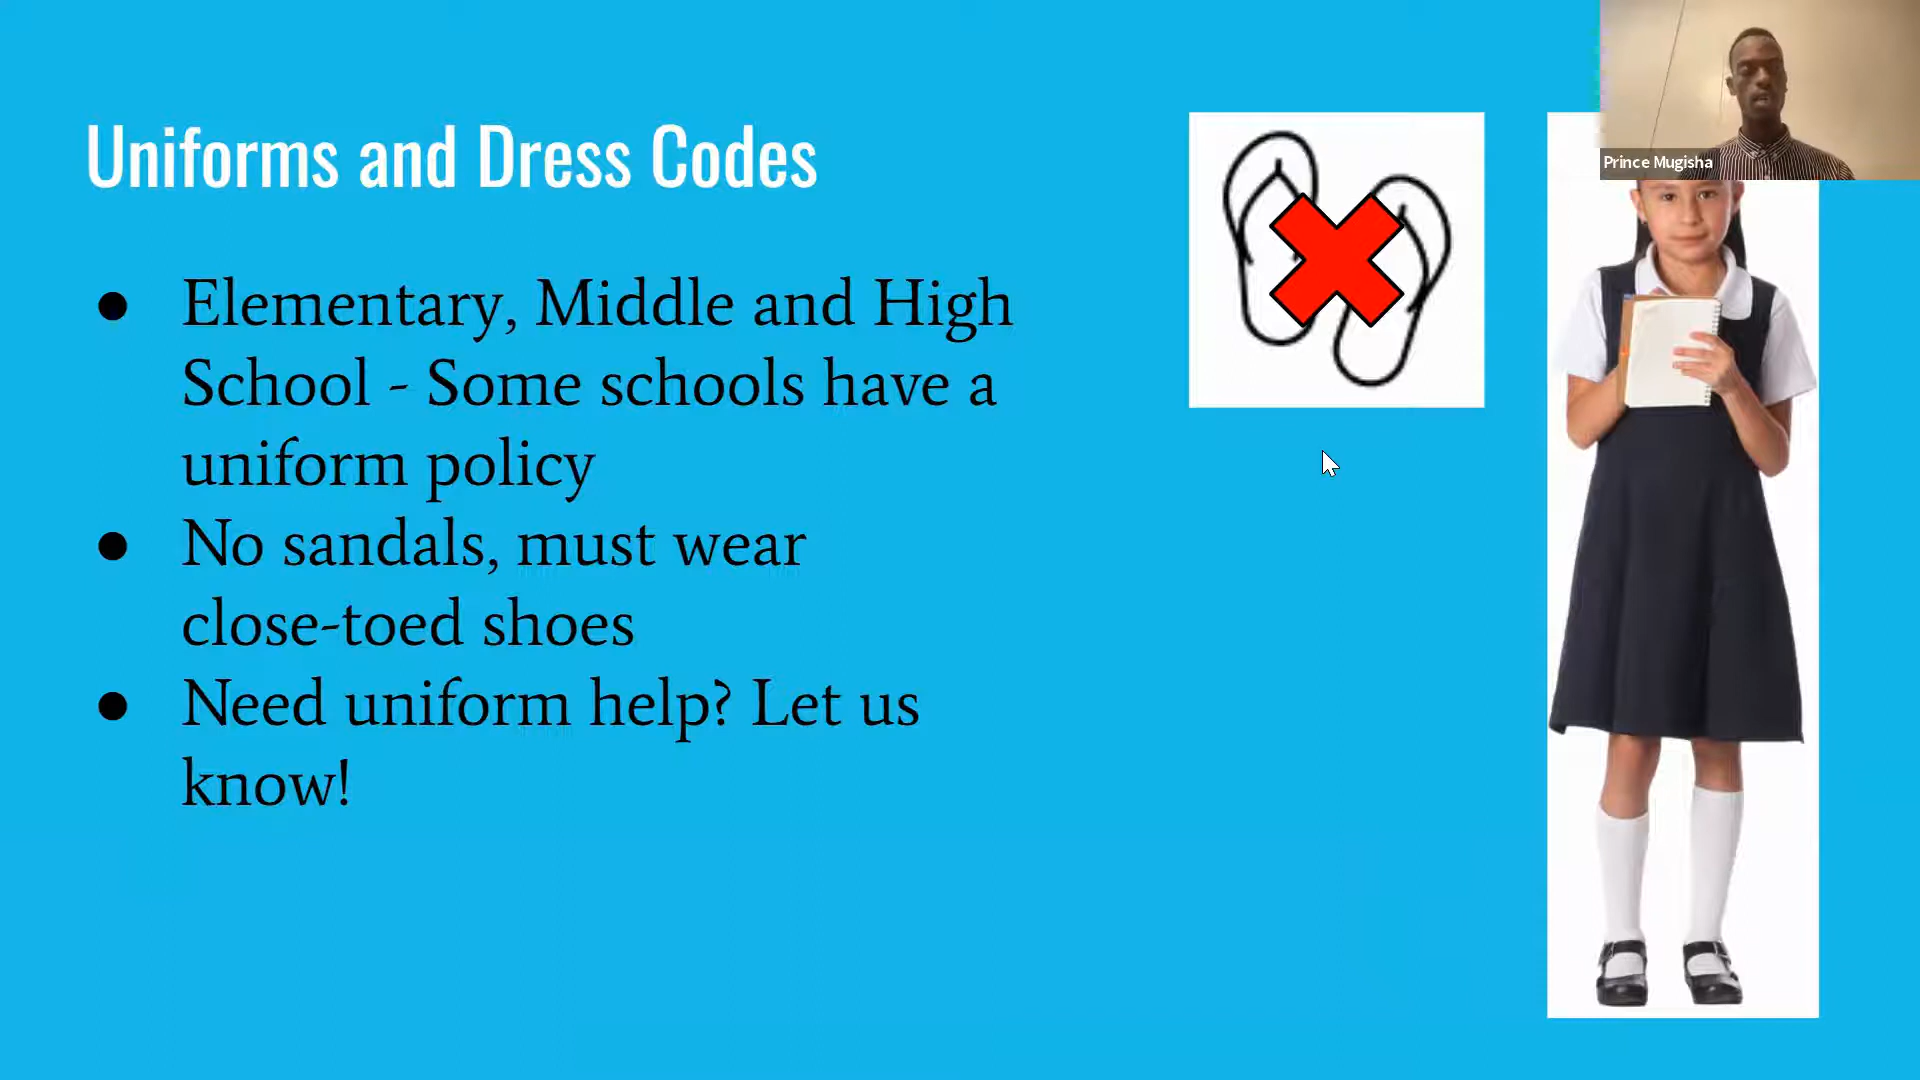 Uniforms and Dress Codes
Prince Mugisha
● Elementary, Middle and High
School - Some schools have a
uniform policy
● No sandals, must wear
close-toed shoes
● Need uniform help? Let us
know!